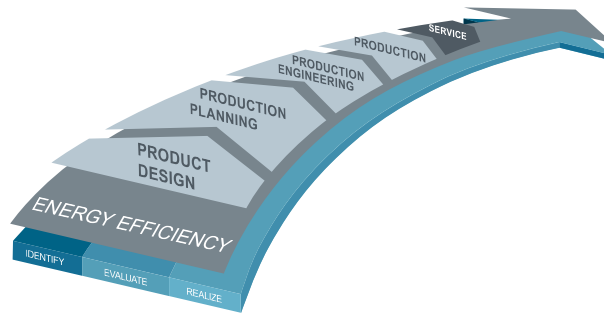 SERVICE
PRODUCTION
PRODUCTION
ENGINEERING
PRODUCTION
PLANNING
PRODUCT
DESIGN
ENERGY EFFICIENCY
IDENTIFY
EVALUATE
REALIZE